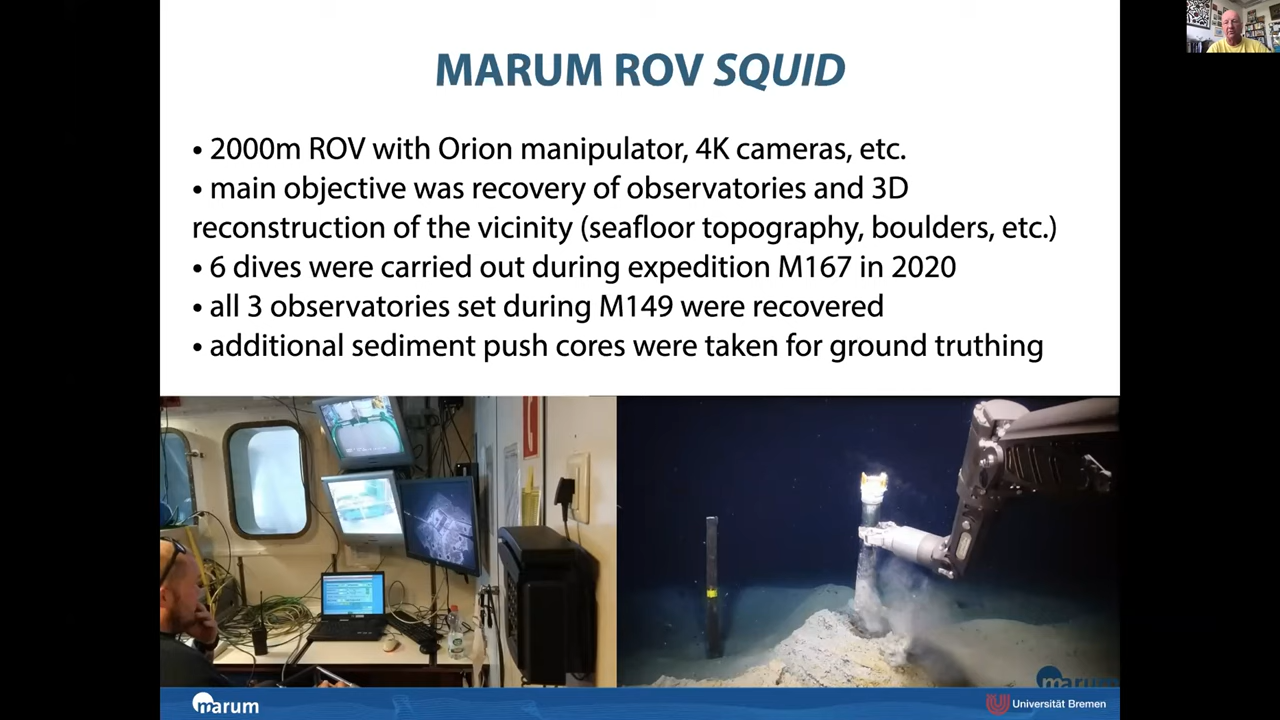 MARUM ROV SQUID
• 2000m ROV with Orion manipulator, 4K cameras, etc.
• main objective was recovery of observatories and 3D
reconstruction of the vicinity (seafloor topography, boulders, etc.)
• 6 dives were carried out during expedition M167 in 2020
• all 3 observatories set during M149 were recovered
• additional sediment push cores were taken for ground truthing
marum
marum
Universität Bremen